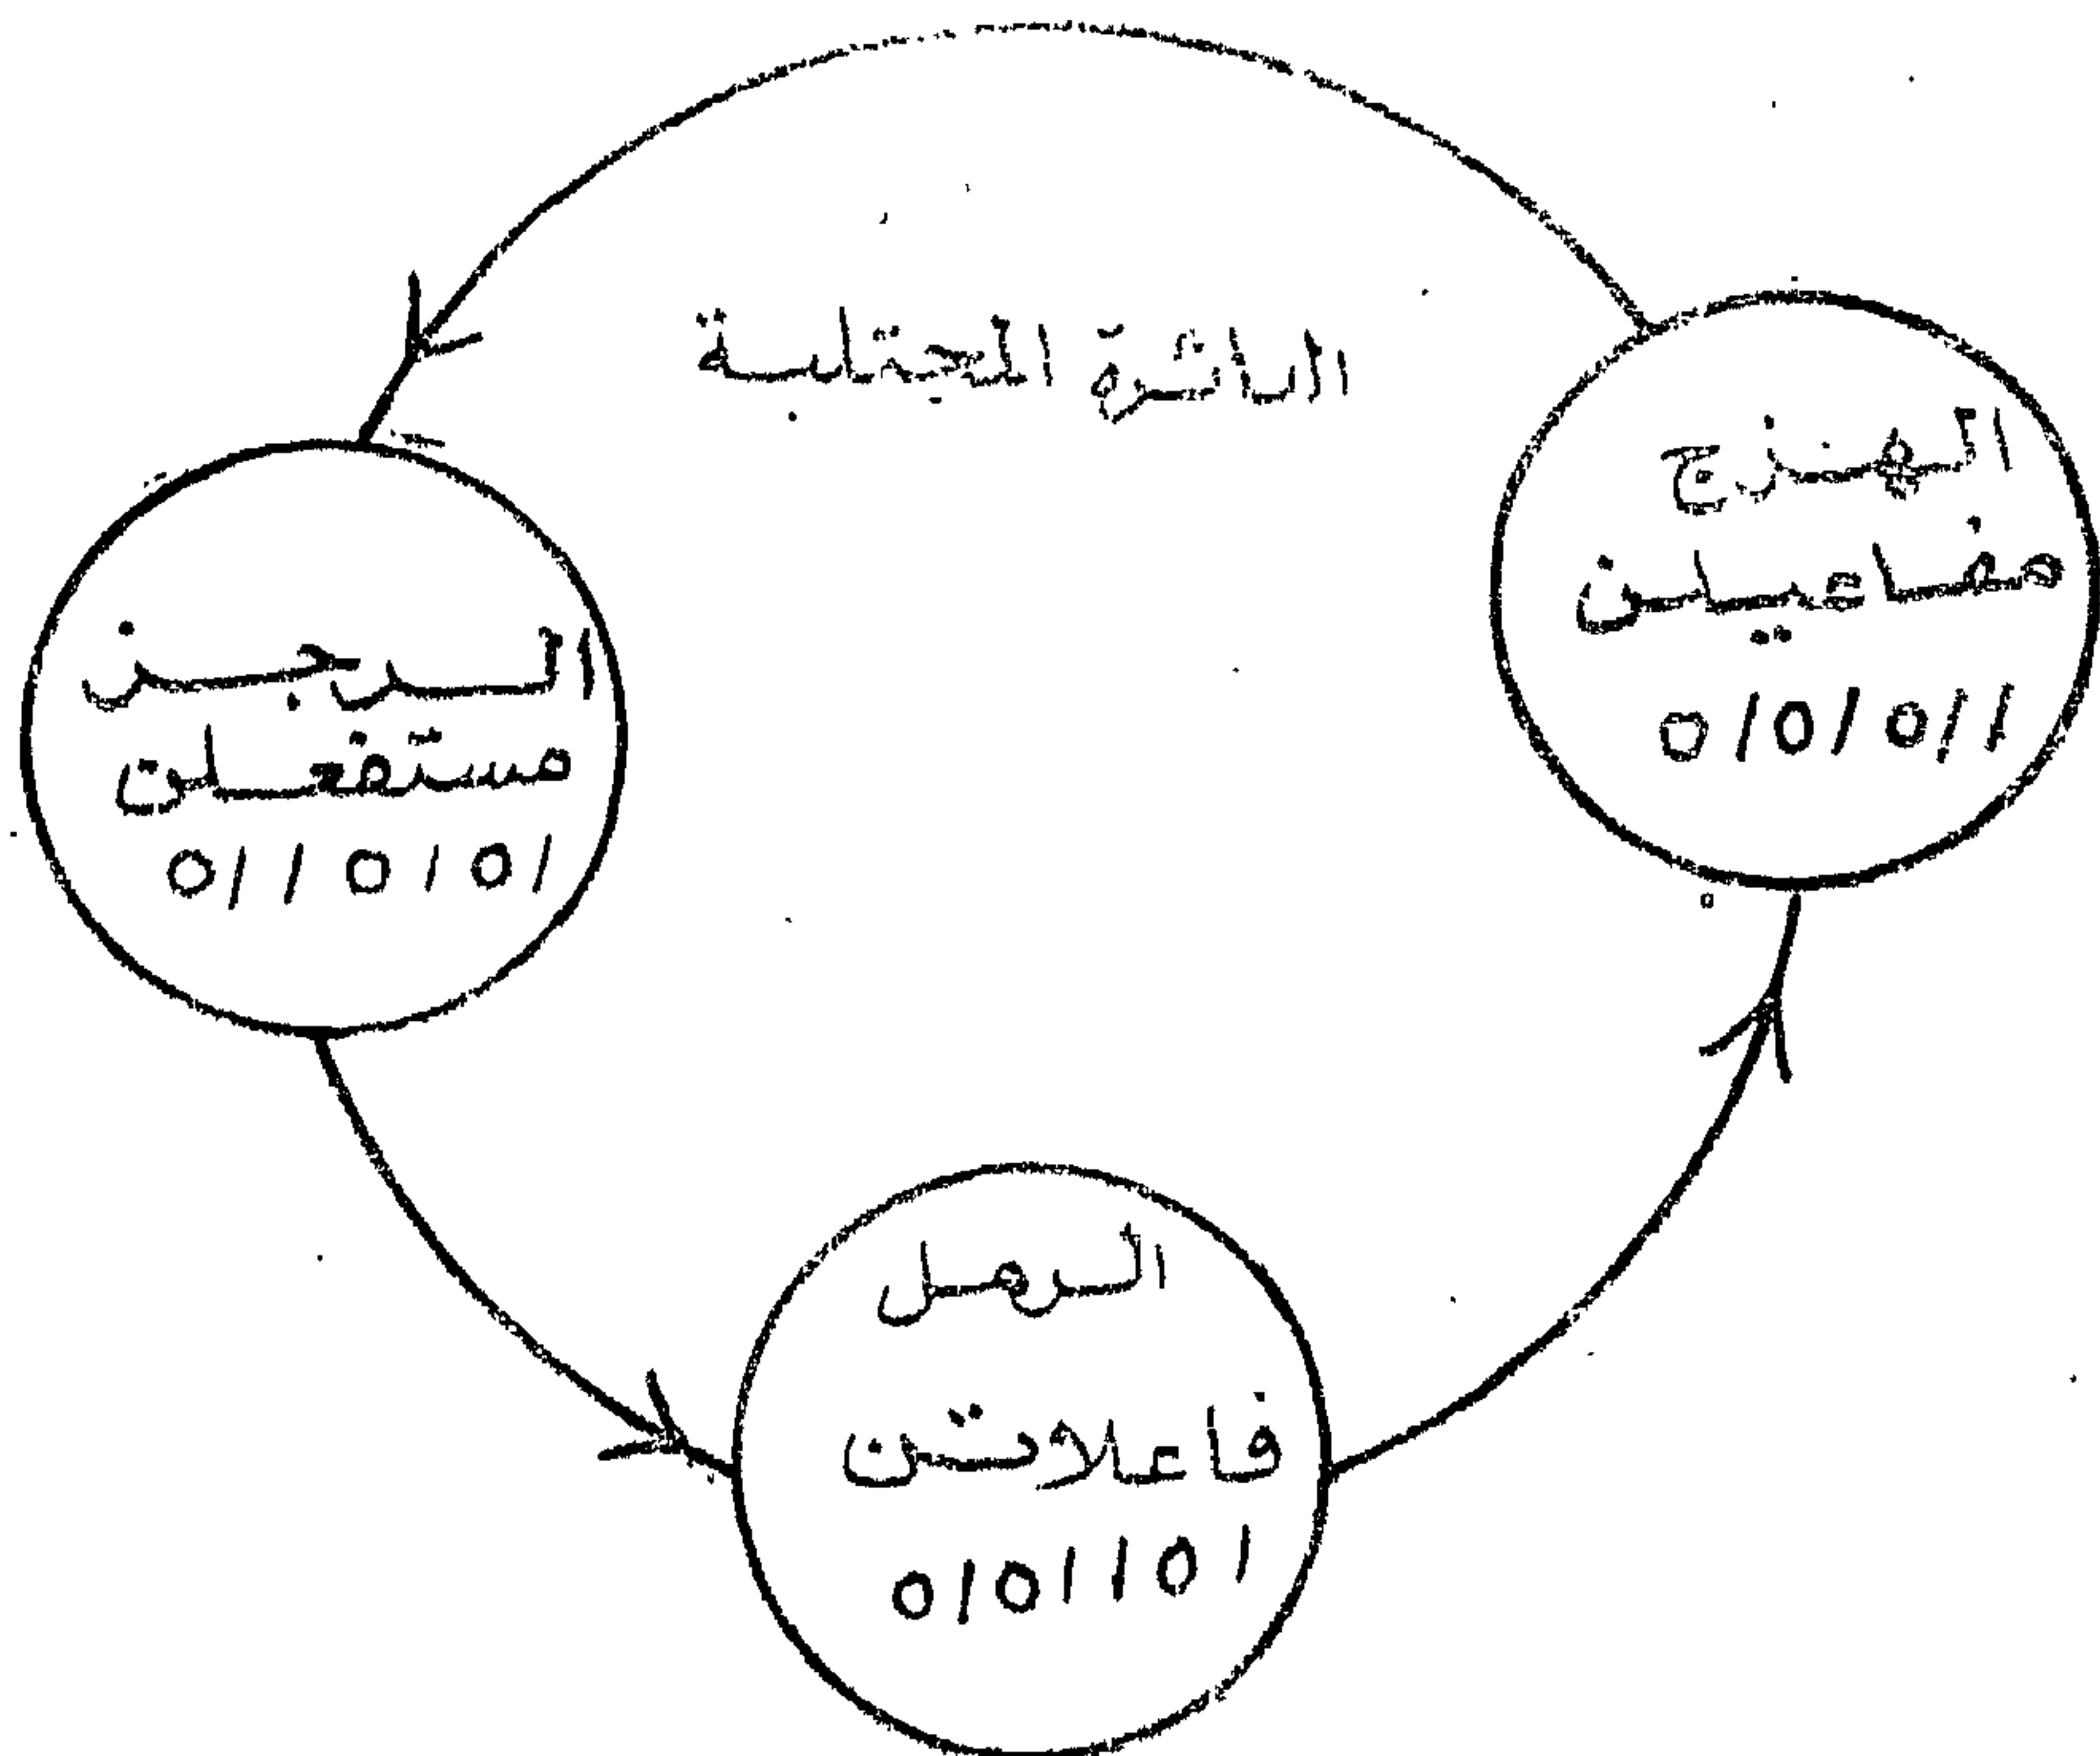 الدائرة المجتلبة
الهزج
مفاعيلن
//0/0/0
الرجز
مستفعلن
/0/0//0
الرمل
فاعلاتن
/0//0/0